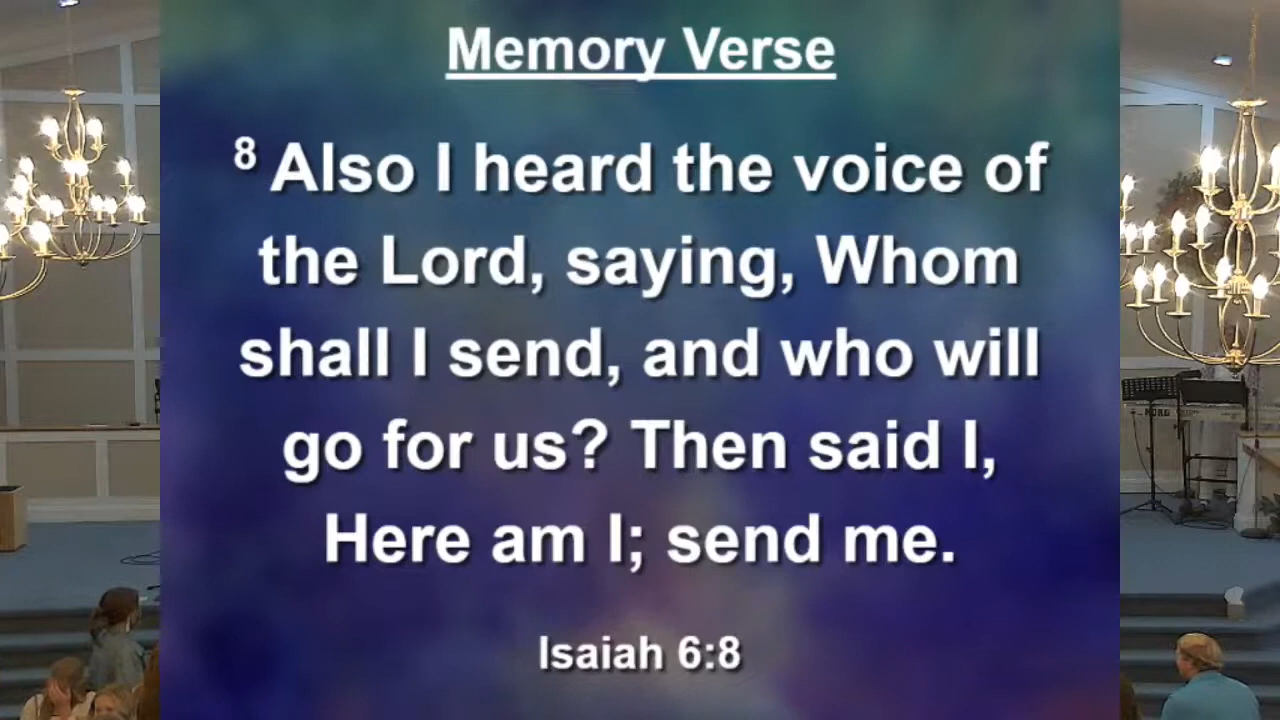 Memory Verse
8 Also I heard the voice of
the Lord, saying, Whom
shall I send, and who will
go for us? Then said I,
Here am I; send me.
Isaiah 6:8
KORG